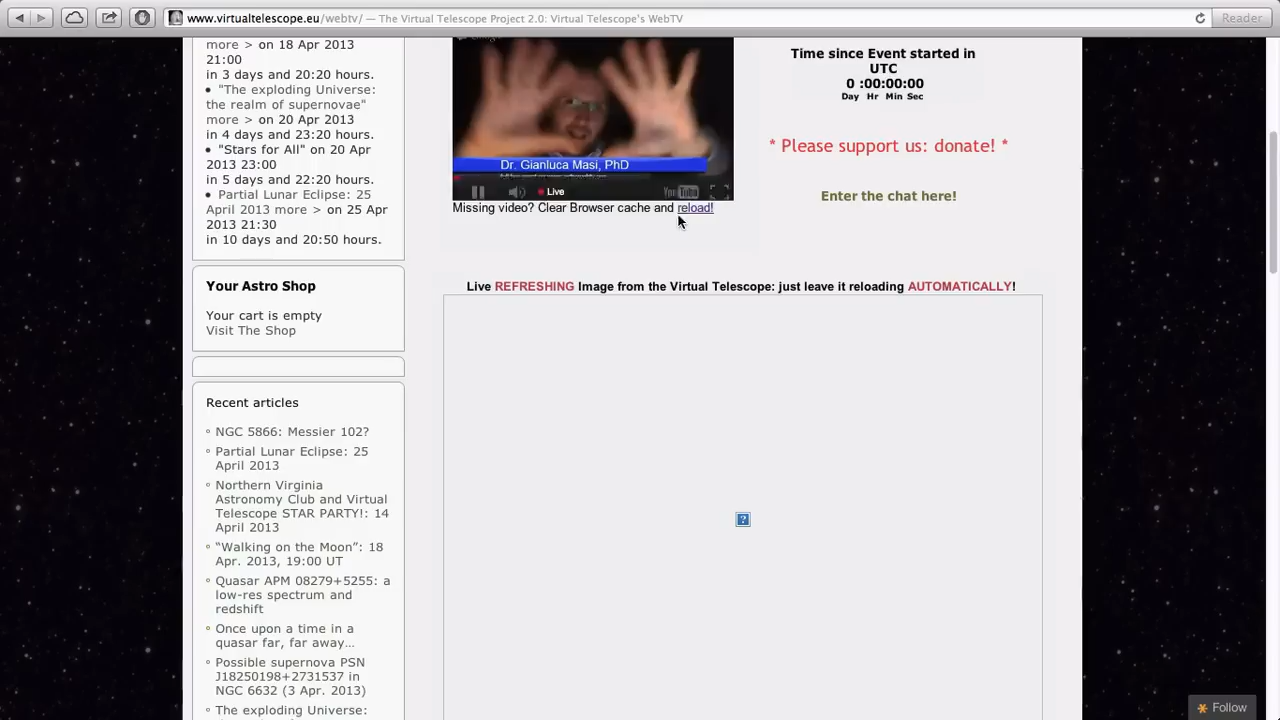 www.virtualtelescope.eu/webtv/ — The Virtual Telescope Project 2.0: Virtual Telescope's WebTV
Reader
more > on 18 Apr 2013
21:00
in 3 days and 20:20 hours.
• "The exploding Universe:
the realm of supernovae"
more > on 20 Apr 2013
in 4 days and 23:20 hours.
• "Stars for All" on 20 Apr
2013 23:00
in 5 days and 22:20 hours.
• Partial Lunar Eclipse: 25
April 2013 more > on 25 Apr
2013 21:30
in 10 days and 20:50 hours.
Your Astro Shop
Your cart is empty
Visit The Shop
Recent articles
NGC 5866: Messier 102?
Partial Lunar Eclipse: 25
April 2013
Northern Virginia
Astronomy Club and Virtual
Telescope STAR PARTY!: 14
April 2013
“Walking on the Moon”: 18
Apr. 2013, 19:00 UT
Quasar APM 08279+5255: a
low-res spectrum and
redshift
Once upon a time in a
quasar far, far away…
Possible supernova PSN
J18250198+2731537 in
NGC 6632 (3 Apr. 2013)
The exploding Universe:
Dr. Gianluca Masi, PhD
Live
YouTube
Missing video? Clear Browser cache and reload!
Time since Event started in
UTC
0 :00:00:00
Day Hr Min Sec
* Please support us: donate! *
Enter the chat here!
Live REFRESHING Image from the Virtual Telescope: just leave it reloading AUTOMATICALLY!
?
Follow